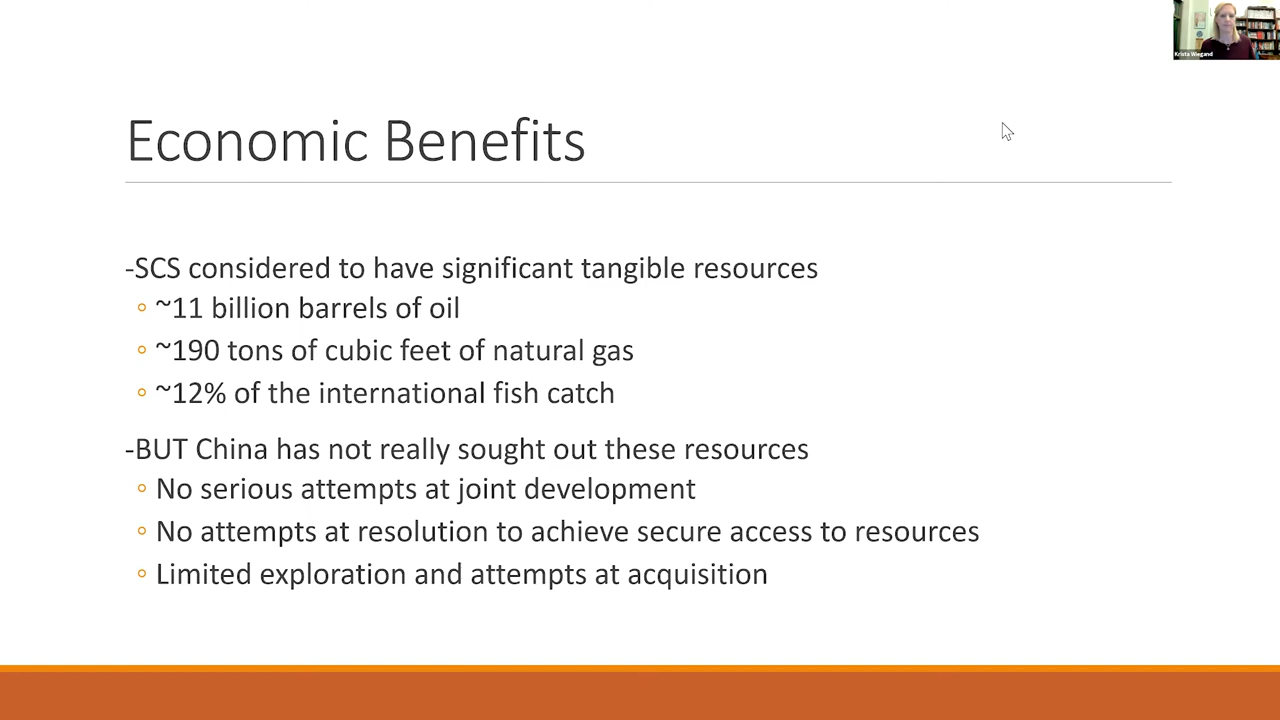 Krista Wiegand
Economic Benefits
-SCS considered to have significant tangible resources
◦ ~11 billion barrels of oil
◦ ~190 tons of cubic feet of natural gas
◦ ~12% of the international fish catch
-BUT China has not really sought out these resources
◦ No serious attempts at joint development
◦ No attempts at resolution to achieve secure access to resources
◦ Limited exploration and attempts at acquisition